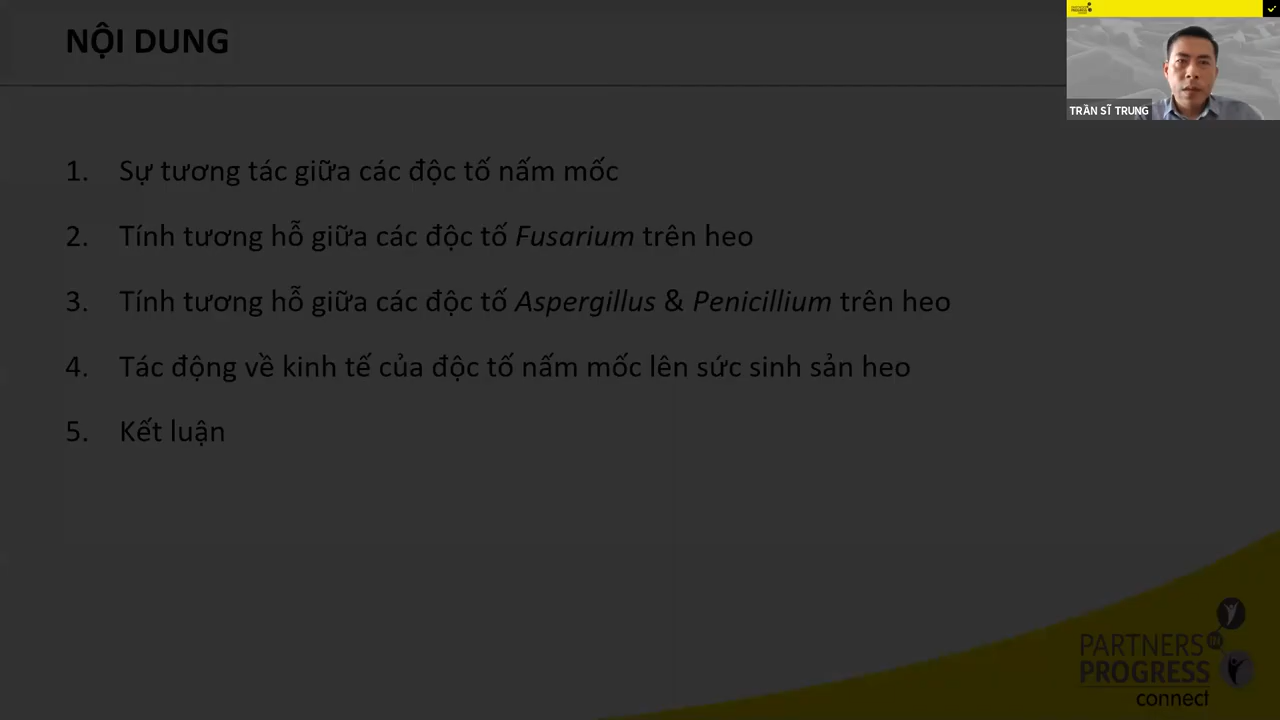 NỘI DUNG
TRẦN SĨ TRUNG
1. Sự tương tác giữa các độc tố nấm mốc
2. Tính tương hỗ giữa các độc tố Fusarium trên heo
3. Tính tương hỗ giữa các độc tố Aspergillus & Penicillium trên heo
4. Tác động về kinh tế của độc tố nấm mốc lên sức sinh sản heo
5. Kết luận
PARTNERS
PROGRESS
connect